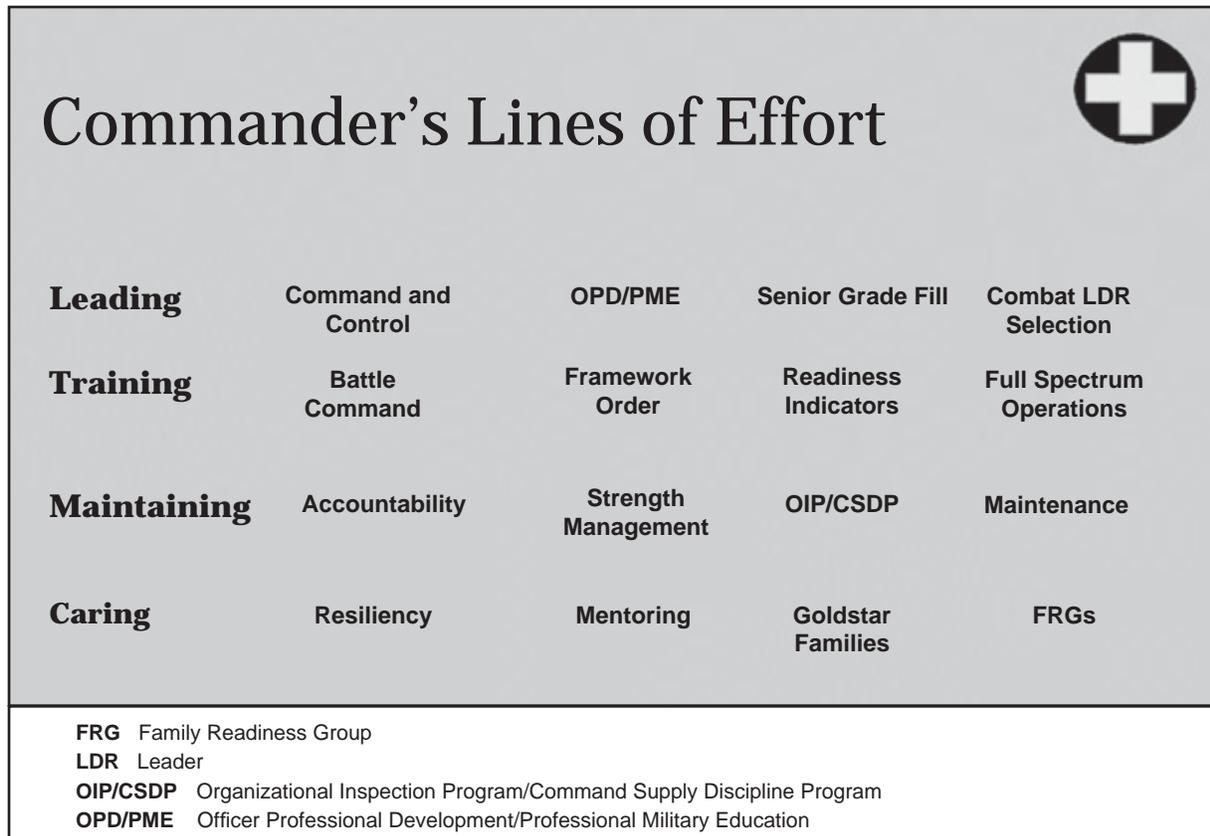 Commander’s Lines of Effort
Leading
Command and
Control
OPD/PME
Senior Grade Fill
Combat LDR
Selection
Training
Battle
Command
Framework
Order
Readiness
Indicators
Full Spectrum
Operations
Maintaining
Accountability
Strength
Management
OIP/CSDP
Maintenance
Caring
Resiliency
Mentoring
Goldstar
Families
FRGs
FRG Family Readiness Group
LDR Leader
OIP/CSDP Organizational Inspection Program/Command Supply Discipline Program
OPD/PME Officer Professional Development/Professional Military Education